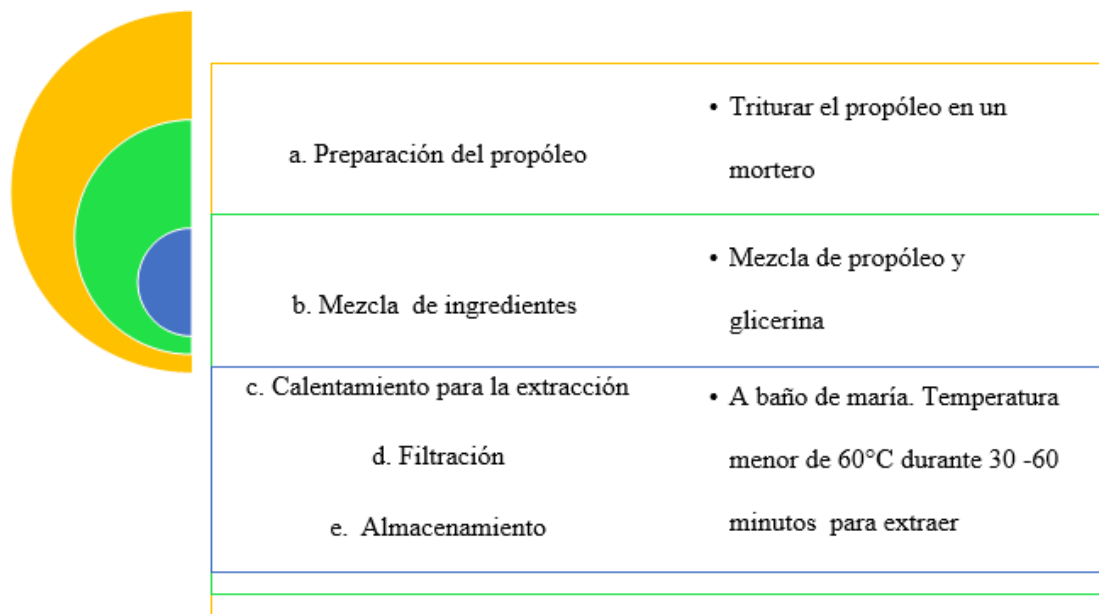 a. Preparación del propóleo
• Triturar el propóleo en un
mortero
b. Mezcla de ingredientes
• Mezcla de propóleo y
glicerina
c. Calentamiento para la extracción
d. Filtración
e. Almacenamiento
• A baño de maría. Temperatura
menor de 60°C durante 30 -60
minutos para extraer